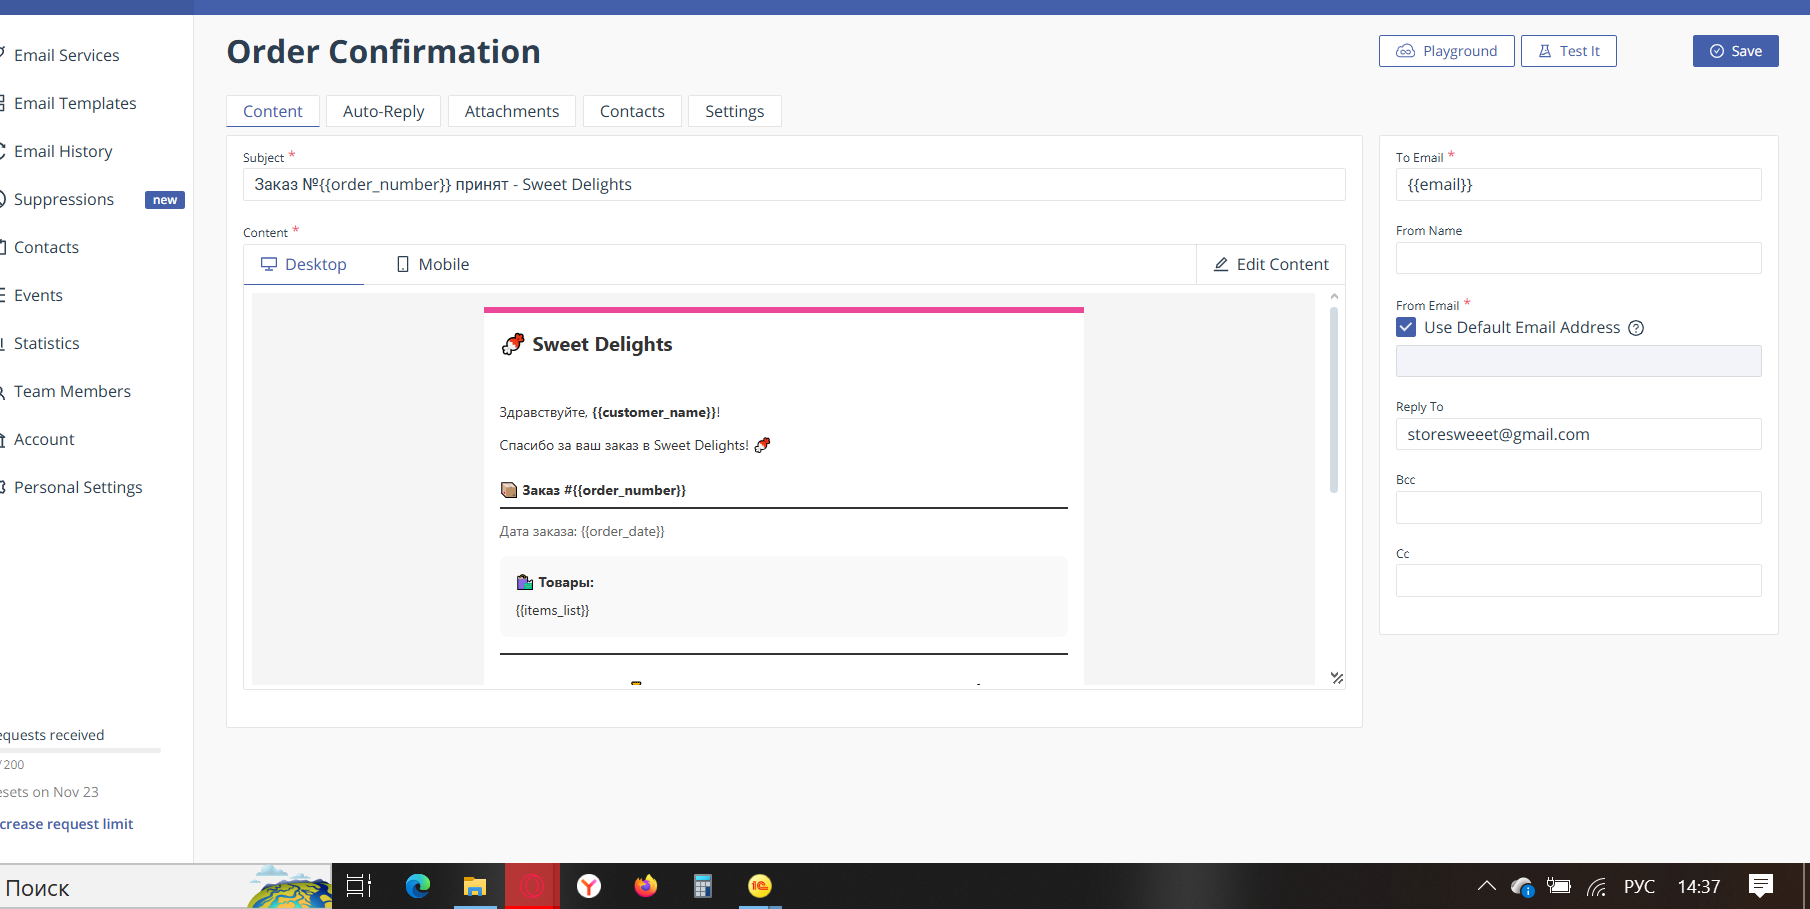 Email Services
Email Templates
Email History
Suppressions new
Contacts
Events
Statistics
Team Members
Account
Personal Settings
equests received
/200
esets on Nov 23
crease request limit
Order Confirmation
Playground
Test It
Save
Content
Auto-Reply
Attachments
Contacts
Settings
Subject *
Заказ №{{order_number}} принят - Sweet Delights
Content *
Desktop
Mobile
Edit Content
Sweet Delights
Здравствуйте, {{customer_name}}!
Спасибо за ваш заказ в Sweet Delights!
Заказ #{{order_number}}
Дата заказа: {{order_date}}
Товары:
{{items_list}}
To Email *
{{email}}
From Name
From Email *
Use Default Email Address
Reply To
storesweeet@gmail.com
Bcc
Cc
Поиск
РУС
14:37